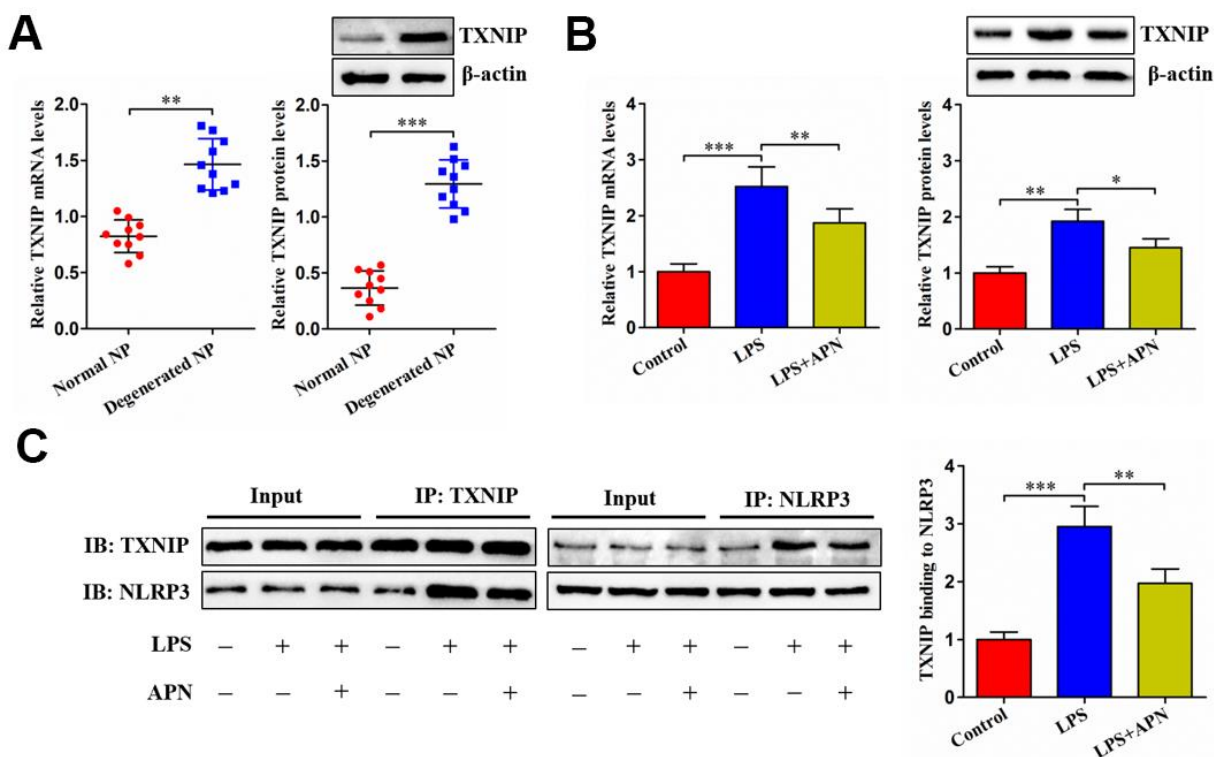 A
TXNIP
β-actin
Relative TXNIP mRNA levels
2.0
1.5
1.0
0.5
0.0
**
Normal NP
Degenerated NP
Relative TXNIP protein levels
2.0
1.5
1.0
0.5
0.0
***
Normal NP
Degenerated NP
B
TXNIP
β-actin
Relative TXNIP mRNA levels
4
3
2
1
0
***
**
Control
LPS
LPS+APN
Relative TXNIP protein levels
4
3
2
1
0
**
*
Control
LPS
LPS+APN
C
Input IP: TXNIP Input IP: NLRP3
IB: TXNIP
IB: NLRP3
LPS – + + – + + – + + – + +
APN – – + – – + – – + – – +
TXNIP binding to NLRP3
4
3
2
1
0
***
**
Control
LPS
LPS+APN